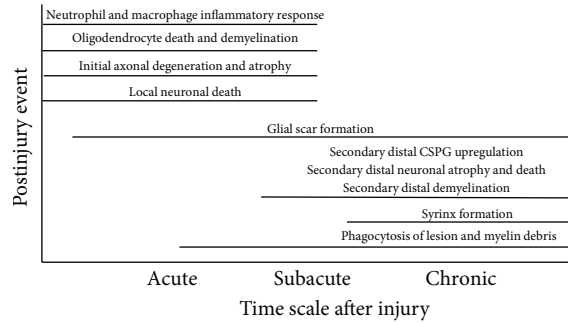 Neutrophil and macrophage inflammatory response
Oligodendrocyte death and demyelination
Initial axonal degeneration and atrophy
Local neuronal death
Glial scar formation
Secondary distal CSPG upregulation
Secondary distal neuronal atrophy and death
Secondary distal demyelination
Syrinx formation
Phagocytosis of lesion and myelin debris
Postinjury event
Acute Subacute Chronic
Time scale after injury